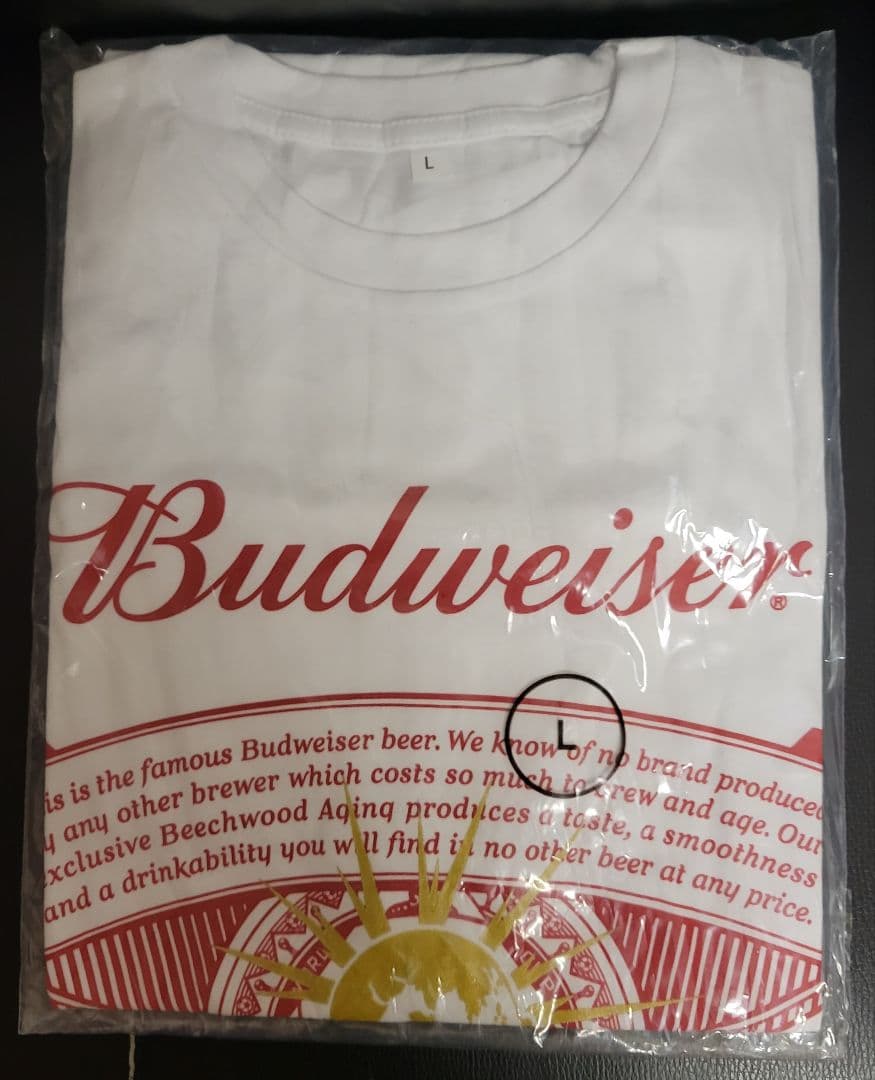 L
Budweiser®
L
is is the famous Budweiser beer. We know of no brand produced
y any other brewer which costs so much to brew and age. Our
exclusive Beechwood Aging produces a taste, a smoothness
and a drinkability you will find in no other beer at any price.